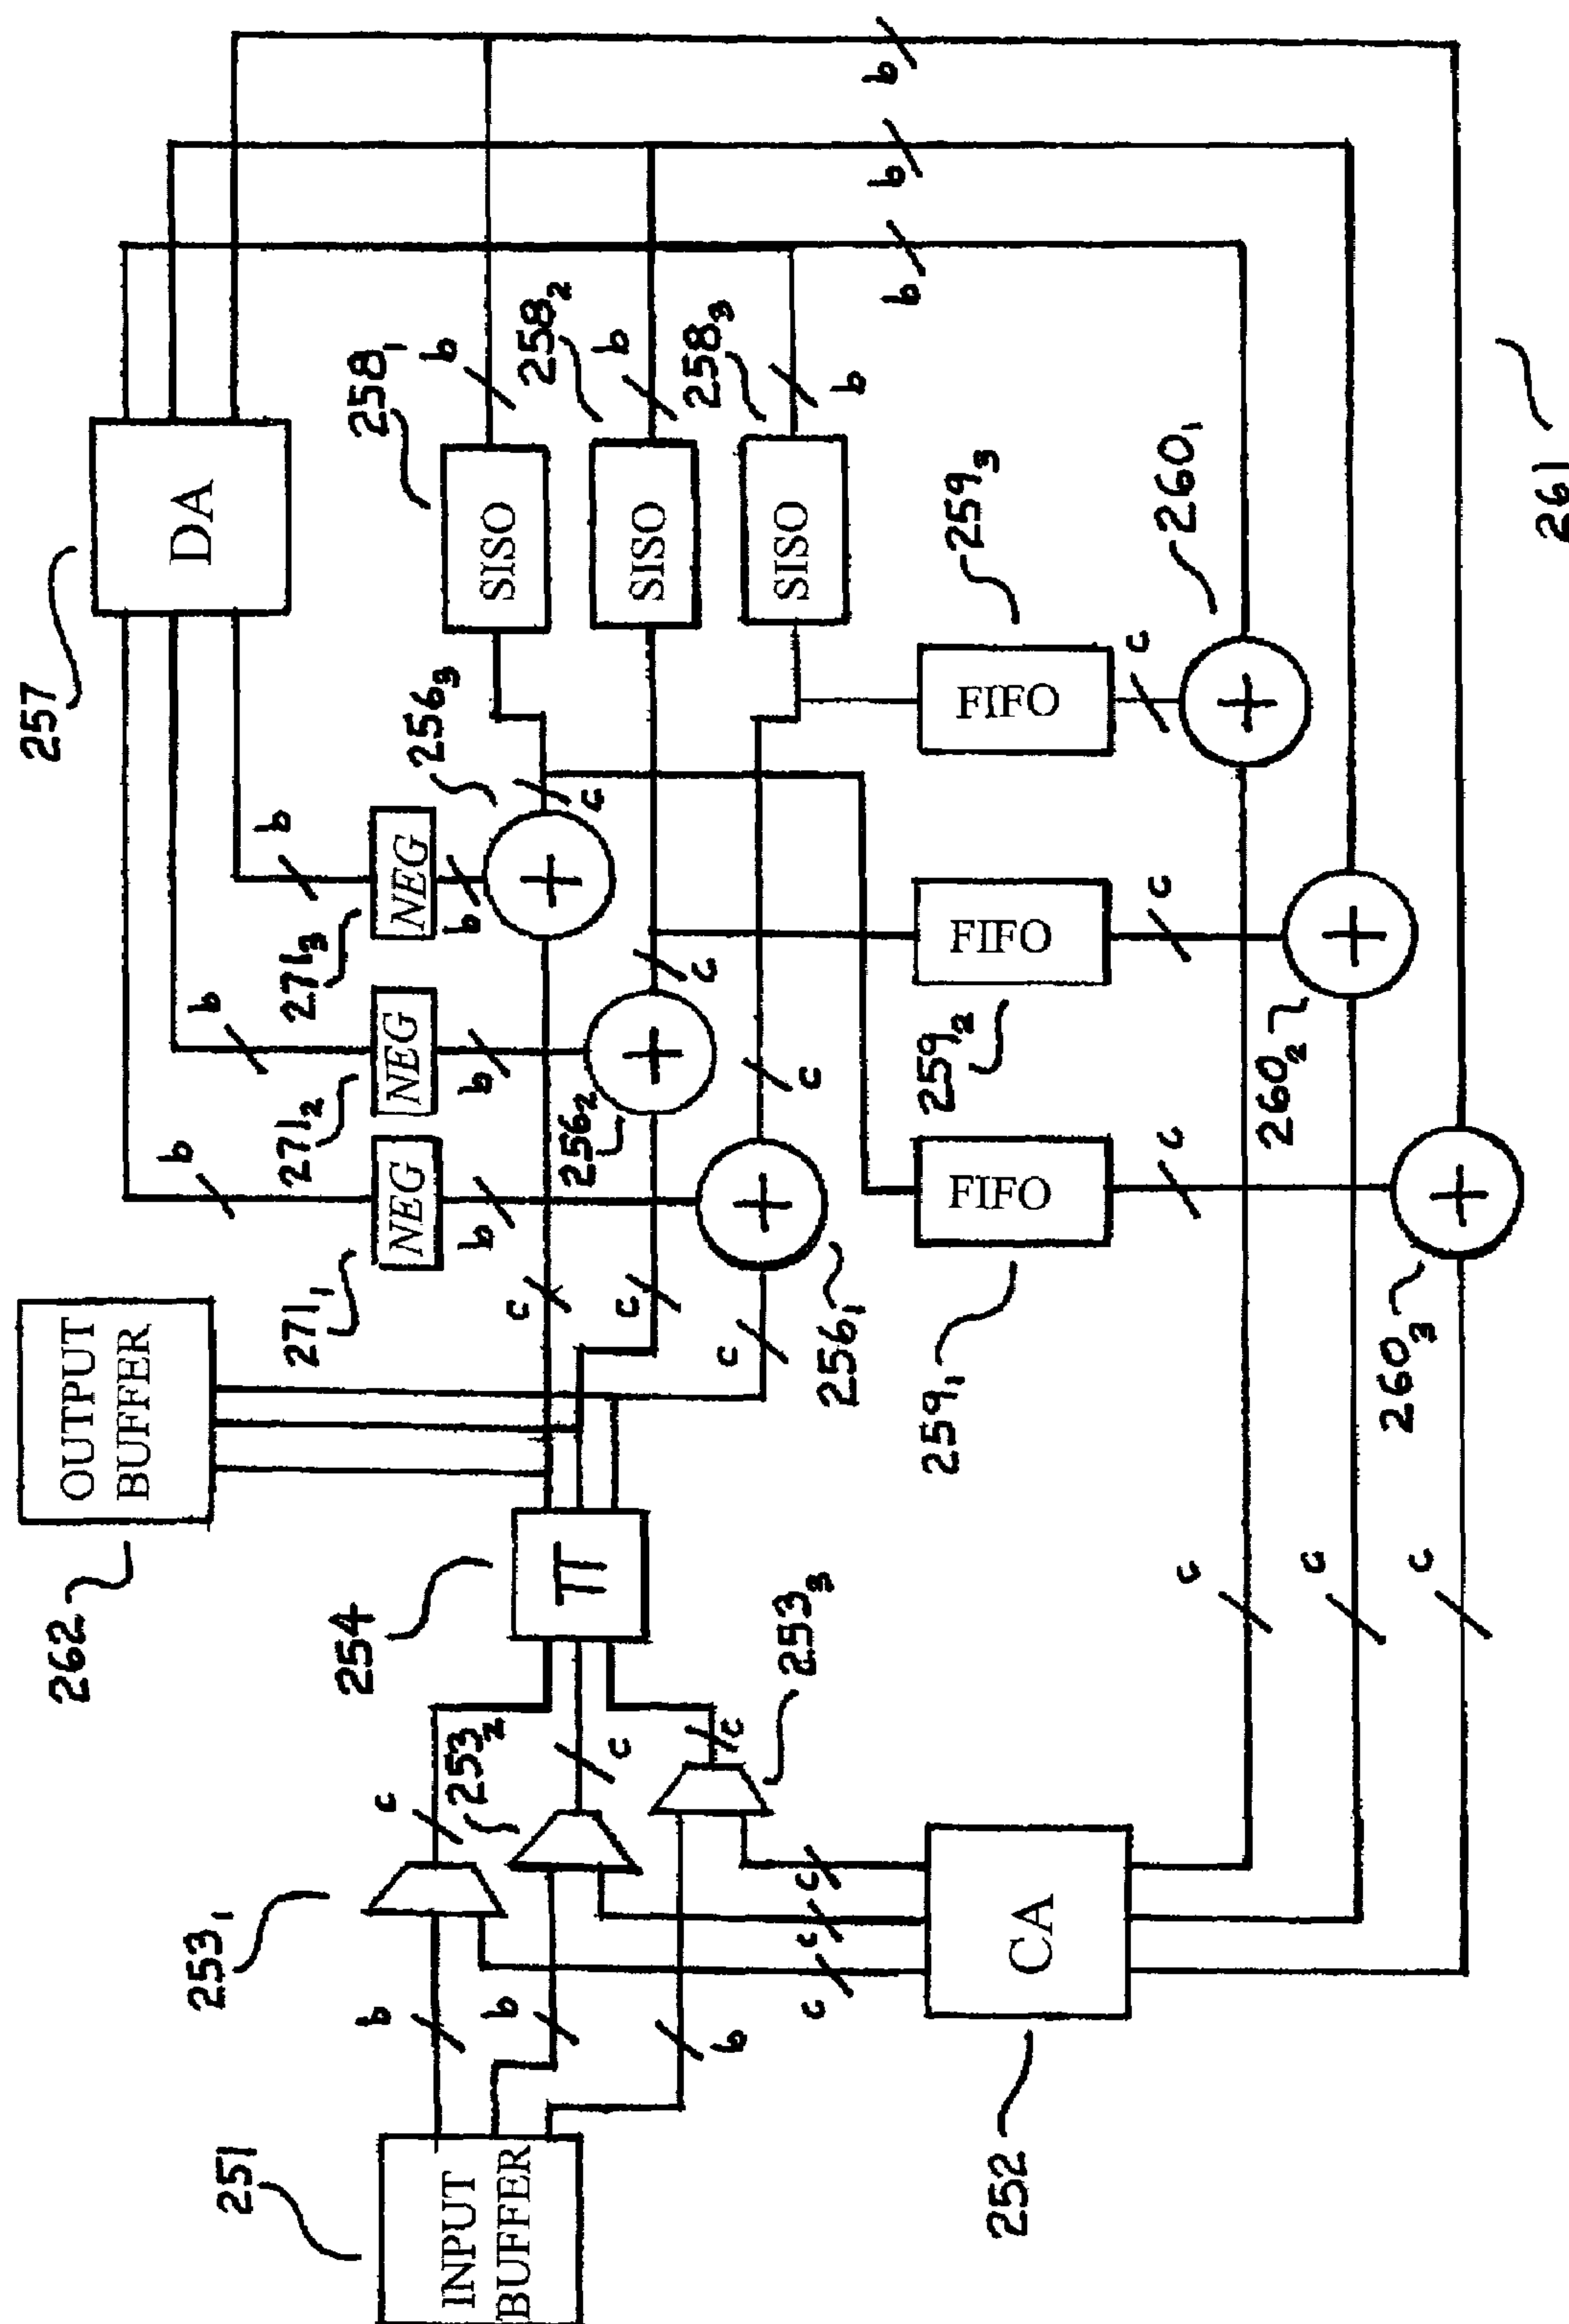 262
257
OUTPUT
BUFFER
DA
b
b
b
251
253₁
271₁
271₂
271₃
254
258₁
b
c
NEG
NEG
NEG
256₃
b
INPUT
BUFFER
253₂
b
b
b
SISO
b
c
+
c
258₂
π
256₂
b
c
c
+
c
SISO
258₃
b
c
c
+
c
SISO
b
253₃
c
c
c
256₁
b
b
b
259₁
259₂
259₃
FIFO
FIFO
FIFO
252
CA
c
c
c
260₁
c
+
260₂
c
+
260₃
c
+
261